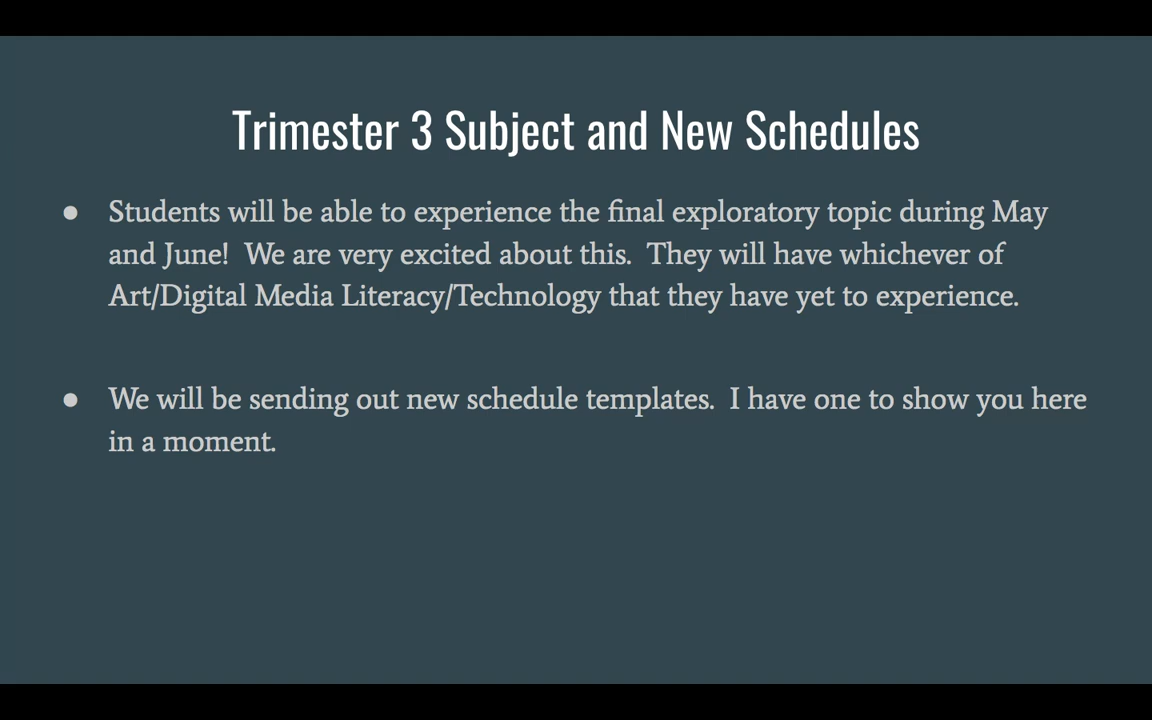 Trimester 3 Subject and New Schedules
● Students will be able to experience the final exploratory topic during May
and June!  We are very excited about this.  They will have whichever of
Art/Digital Media Literacy/Technology that they have yet to experience.
● We will be sending out new schedule templates.  I have one to show you here
in a moment.